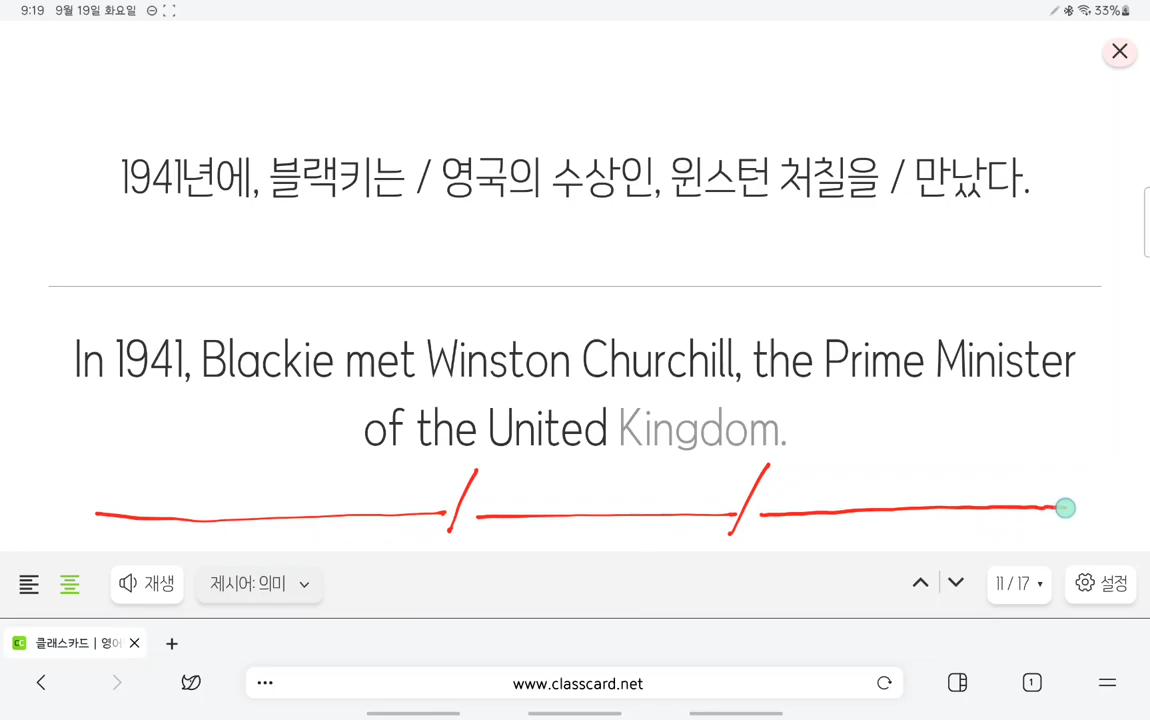 9:19 9월 19일 화요일
33%
1941년에, 블랙키는 / 영국의 수상인, 윈스턴 처칠을 / 만났다.
In 1941, Blackie met Winston Churchill, the Prime Minister
of the United Kingdom.
재생 제시어: 의미 11 / 17 설정
클래스카드 | 영어
www.classcard.net 1